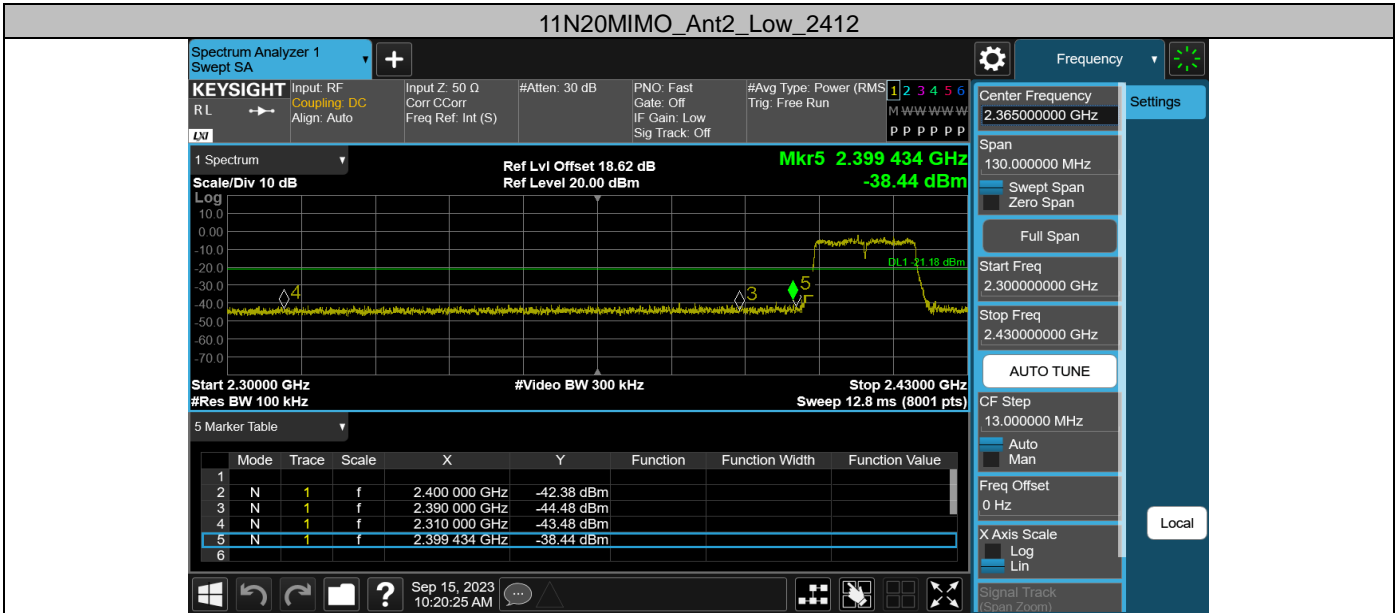 11N20MIMO_Ant2_Low_2412
Spectrum Analyzer 1
Swept SA
+
Frequency
KEYSIGHT
R L
LXI
Input: RF
Coupling: DC
Align: Auto
Input Z: 50 Ω
Corr CCorr
Freq Ref: Int (S)
#Atten: 30 dB
PNO: Fast
Gate: Off
IF Gain: Low
Sig Track: Off
#Avg Type: Power (RMS
Trig: Free Run
1 2 3 4 5 6
M W W W W W
P P P P P P
1 Spectrum
Scale/Div 10 dB
Ref Lvl Offset 18.62 dB
Ref Level 20.00 dBm
Mkr5 2.399 434 GHz
-38.44 dBm
Log
10.0
0.00
-10.0
-20.0
-30.0
-40.0
-50.0
-60.0
-70.0
DL1 -21.18 dBm
4
3
5
Start 2.30000 GHz
#Res BW 100 kHz
#Video BW 300 kHz
Stop 2.43000 GHz
Sweep 12.8 ms (8001 pts)
5 Marker Table
Mode Trace Scale X Y Function Function Width Function Value
1
2 N 1 f 2.400 000 GHz -42.38 dBm
3 N 1 f 2.390 000 GHz -44.48 dBm
4 N 1 f 2.310 000 GHz -43.48 dBm
5 N 1 f 2.399 434 GHz -38.44 dBm
6
?
Sep 15, 2023
10:20:25 AM
Center Frequency
2.365000000 GHz
Span
130.000000 MHz
Swept Span
Zero Span
Full Span
Start Freq
2.300000000 GHz
Stop Freq
2.430000000 GHz
AUTO TUNE
CF Step
13.000000 MHz
Auto
Man
Freq Offset
0 Hz
X Axis Scale
Log
Lin
Signal Track
(Span Zoom)
Settings
Local